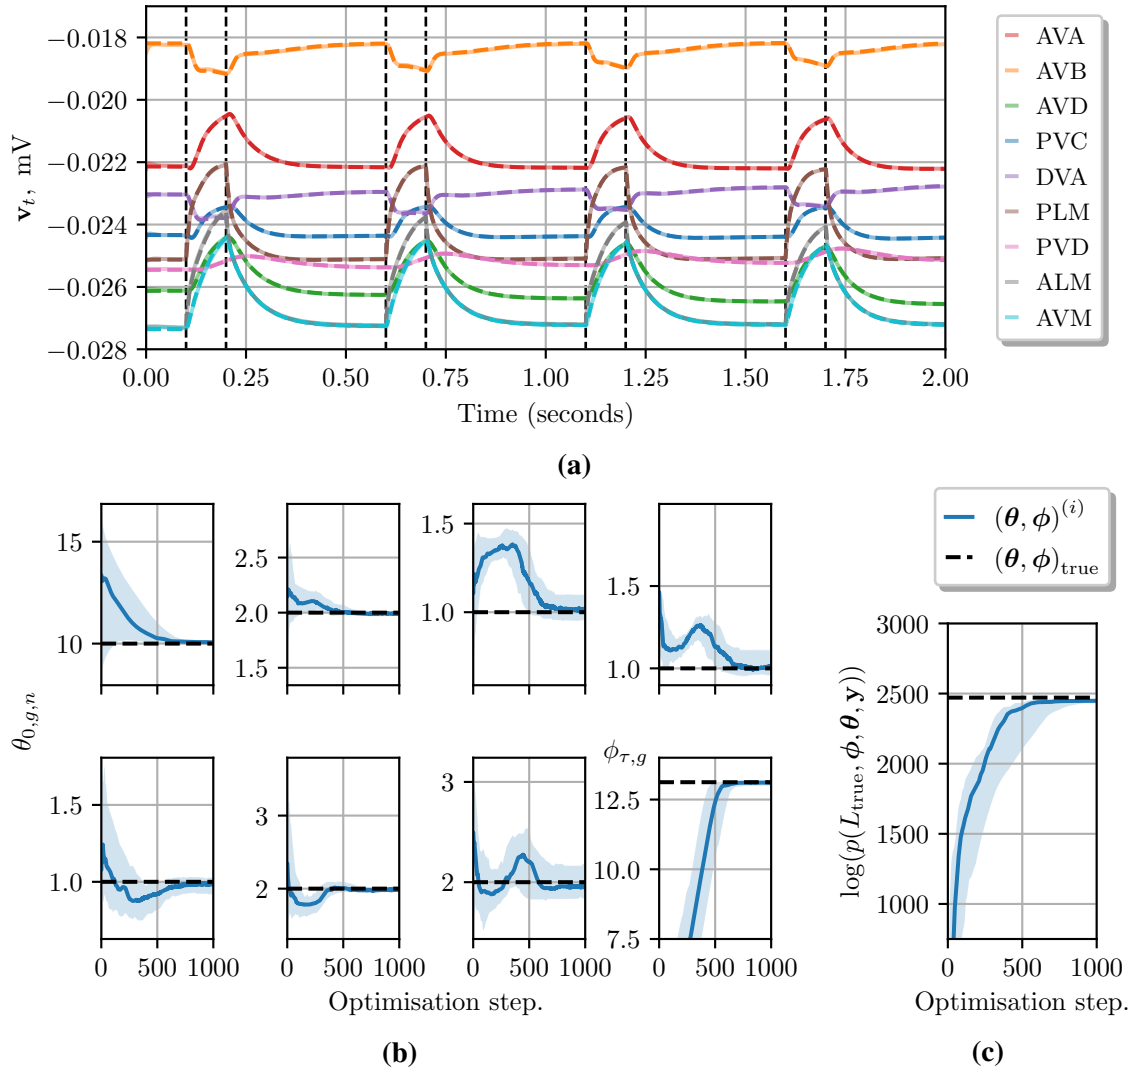 −0.018
−0.020
−0.022
−0.024
−0.026
−0.028
v_t, mV
0.00 0.25 0.50 0.75 1.00 1.25 1.50 1.75 2.00
Time (seconds)
AVA
AVB
AVD
PVC
DVA
PLM
PVD
ALM
AVM
(a)
θ_{0,g,n}
15
10
2.5
2.0
1.5
1.5
1.0
1.5
1.0
1.5
1.0
0 500 1000
3
2
0 500 1000
3
2
0 500 1000
ϕ_{τ,g}
12.5
10.0
7.5
0 500 1000
Optimisation step.
(b)
(θ, ϕ)^{(i)}
(θ, ϕ)_{true}
log(p(L_{true}, ϕ, θ, y))
3000
2500
2000
1500
1000
0 500 1000
Optimisation step.
(c)